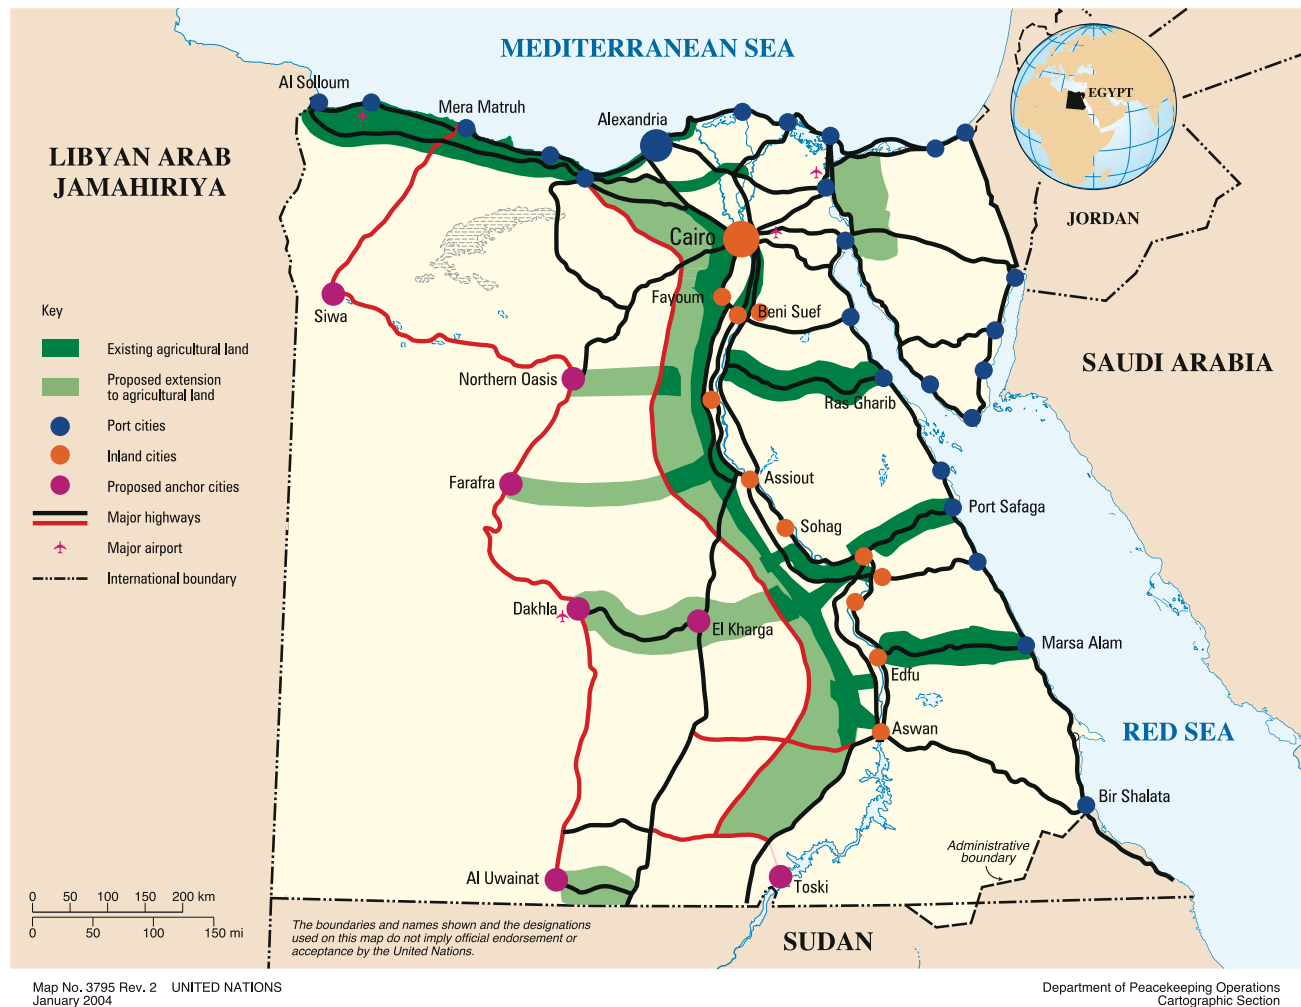 MEDITERRANEAN SEA
Al Solloum
Mera Matruh
Alexandria
EGYPT
LIBYAN ARAB
JAMAHIRIYA
JORDAN
Cairo
Siwa
Fayoum
Beni Suef
SAUDI ARABIA
Northern Oasis
Ras Gharib
Key
Existing agricultural land
Proposed extension
to agricultural land
Port cities
Inland cities
Proposed anchor cities
Major highways
Major airport
International boundary
Farafra
Assiout
Port Safaga
Sohag
Dakhla
El Kharga
Marsa Alam
Edfu
Aswan
RED SEA
Bir Shalata
Administrative
boundary
Al Uwainat
Toski
0 50 100 150 200 km
0 50 100 150 mi
The boundaries and names shown and the designations
used on this map do not imply official endorsement or
acceptance by the United Nations.
SUDAN
Map No. 3795 Rev. 2 UNITED NATIONS
January 2004
Department of Peacekeeping Operations
Cartographic Section